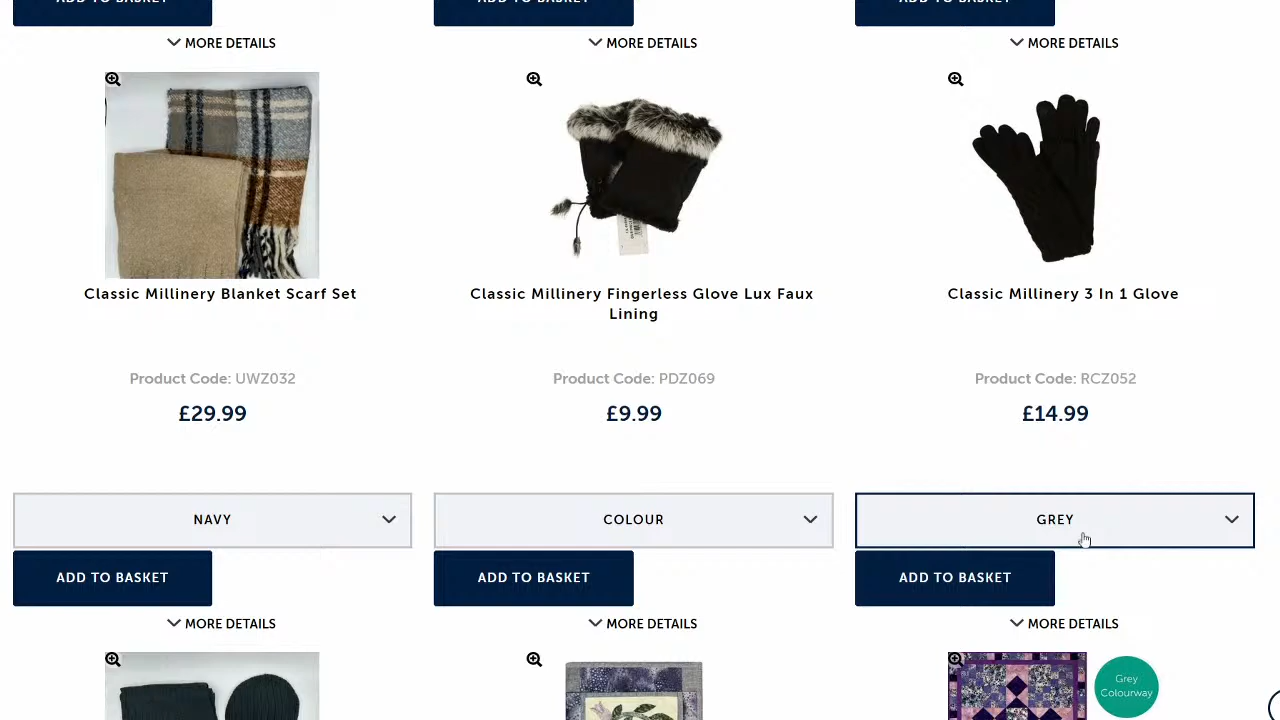 MORE DETAILS
MORE DETAILS
MORE DETAILS
Classic Millinery Blanket Scarf Set
Classic Millinery Fingerless Glove Lux Faux
Lining
Classic Millinery 3 In 1 Glove
Product Code: UWZ032
Product Code: PDZ069
Product Code: RCZ052
£29.99
£9.99
£14.99
NAVY
COLOUR
GREY
ADD TO BASKET
ADD TO BASKET
ADD TO BASKET
MORE DETAILS
MORE DETAILS
MORE DETAILS
Grey
Colourway